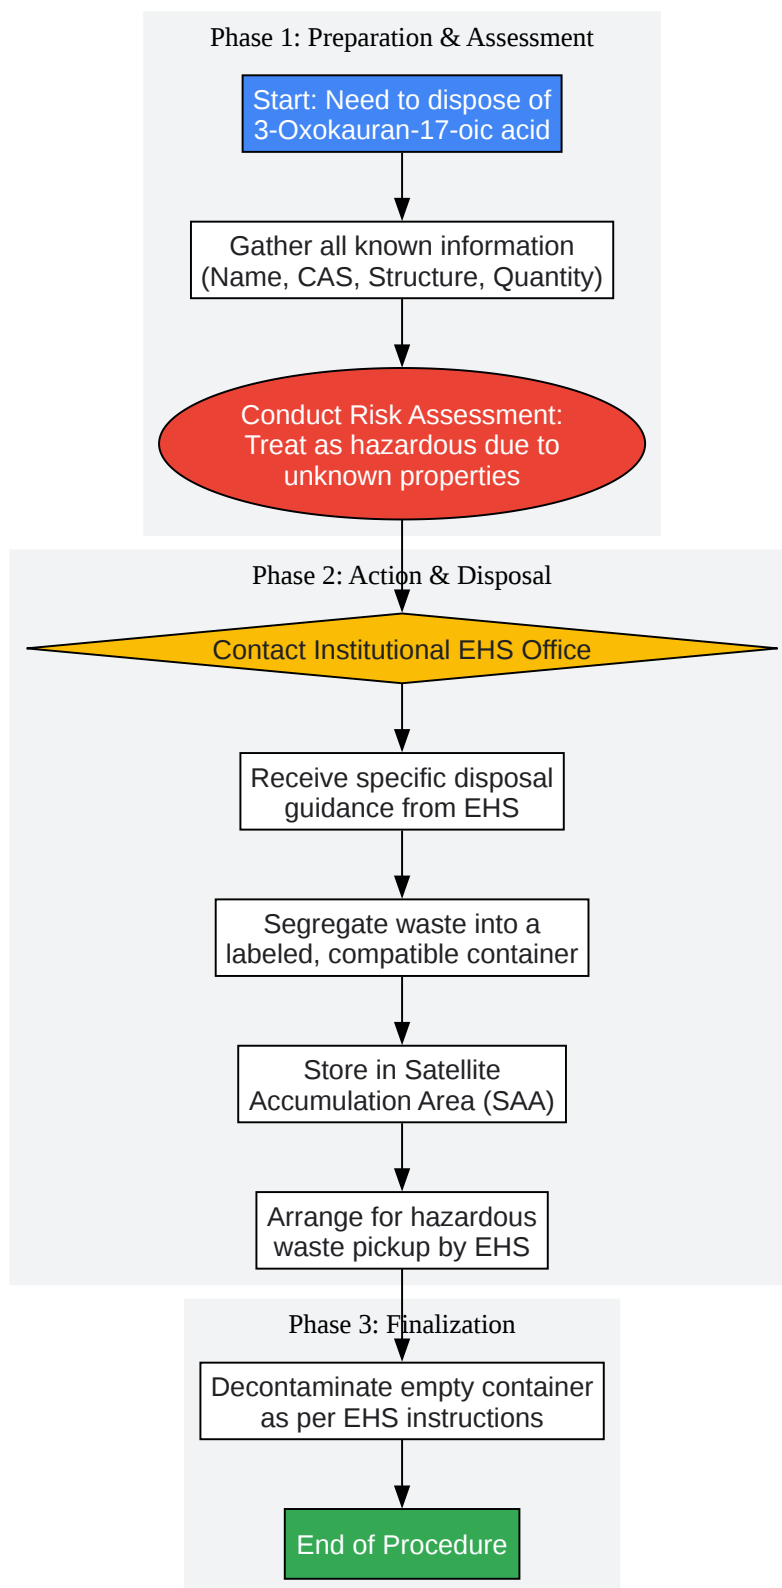 Phase 1: Preparation & Assessment
Start: Need to dispose of
3-Oxokauran-17-oic acid
Gather all known information
(Name, CAS, Structure, Quantity)
Conduct Risk Assessment:
Treat as hazardous due to
unknown properties
Phase 2: Action & Disposal
Contact Institutional EHS Office
Receive specific disposal
guidance from EHS
Segregate waste into a
labeled, compatible container
Store in Satellite
Accumulation Area (SAA)
Arrange for hazardous
waste pickup by EHS
Phase 3: Finalization
Decontaminate empty container
as per EHS instructions
End of Procedure